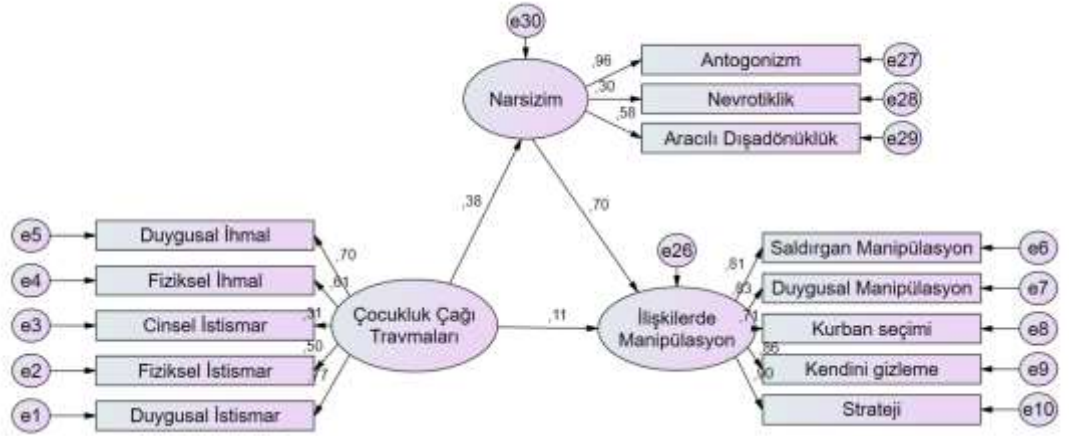 e30
,96
Antogonizm
e27
Narsizim
,30
Nevrotiklik
e28
,58
Aracılı Dışadönüklük
e29
,38
,70
e5
Duygusal İhmal
,70
e4
Fiziksel İhmal
,61
e3
Cinsel İstismar
,31
e2
Fiziksel İstismar
,50
e1
Duygusal İstismar
Çocukluk Çağı
Travmaları
,11
e26
İlişkilerde
Manipülasyon
,81
Saldırgan Manipülasyon
e6
,83
Duygusal Manipülasyon
e7
,71
Kurban seçimi
e8
Kendini gizleme
e9
Strateji
e10